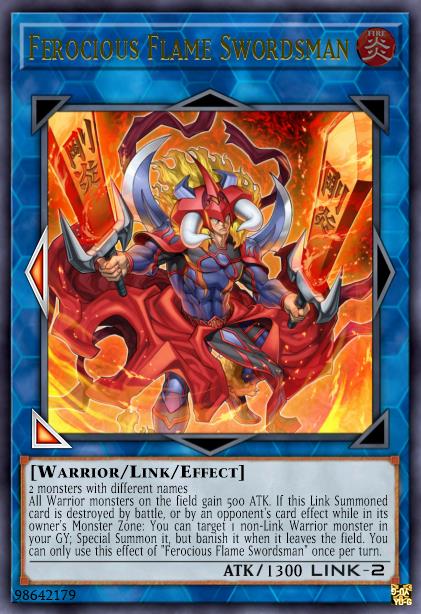 Ferocious Flame Swordsman
FIRE
炎
[Warrior/Link/Effect]
2 monsters with different names
All Warrior monsters on the field gain 500 ATK. If this Link Summoned
card is destroyed by battle, or by an opponent's card effect while in its
owner's Monster Zone: You can target 1 non-Link Warrior monster in
your GY; Special Summon it, but banish it when it leaves the field. You
can only use this effect of "Ferocious Flame Swordsman" once per turn.
ATK/1300 LINK-2
98642179